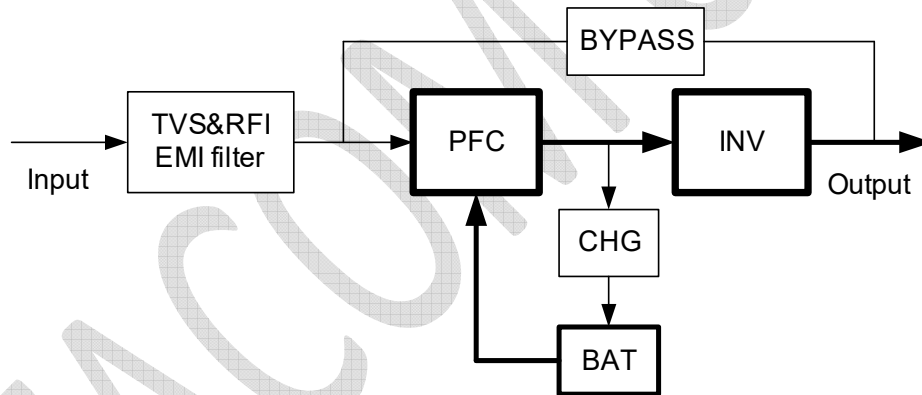 BYPASS
TVS&RFI
EMI filter
PFC
INV
Input
Output
CHG
BAT